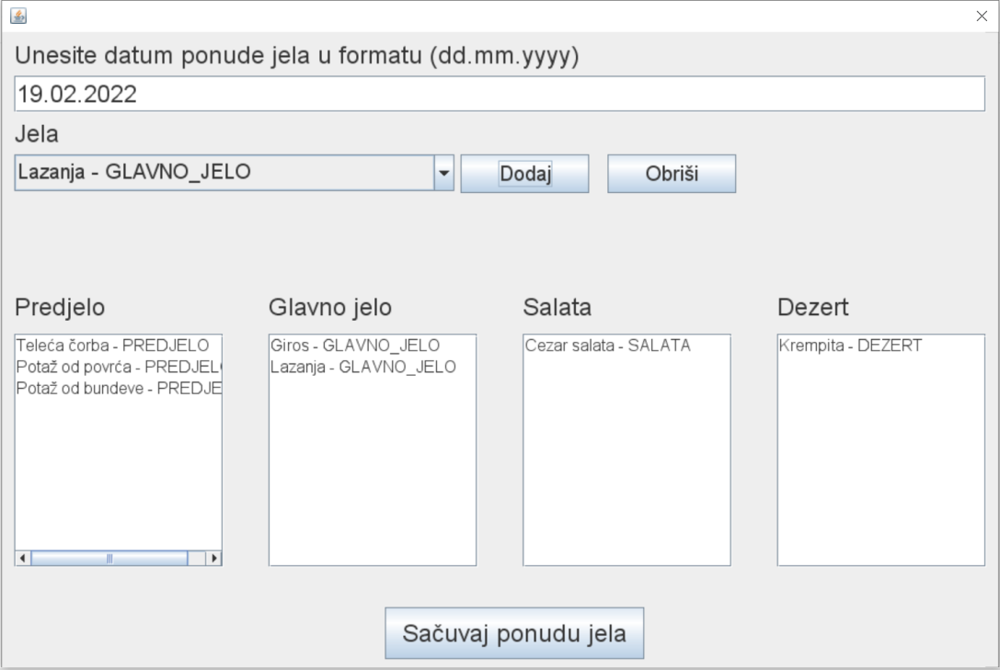 Unesite datum ponude jela u formatu (dd.mm.yyyy)
19.02.2022
Jela
Lazanja - GLAVNO_JELO
Dodaj
Obriši
Predjelo
Glavno jelo
Salata
Dezert
Teleća čorba - PREDJELO
Potaž od povrća - PREDJEL
Potaž od bundeve - PREDJE
Giros - GLAVNO_JELO
Lazanja - GLAVNO_JELO
Cezar salata - SALATA
Krempita - DEZERT
Sačuvaj ponudu jela